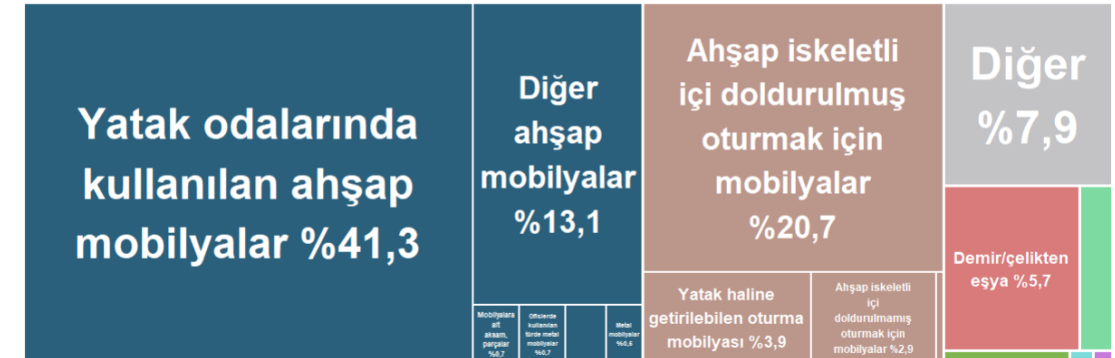 Yatak odalarında
kullanılan ahşap
mobilyalar %41,3
Diğer
ahşap
mobilyalar
%13,1
Mobilyalara
ait
aksam,
parçalar
%0,7
Ofislerde
kullanılan
türde metal
mobilyalar
%0,7
Metal
mobilyalar
%0,6
Ahşap iskeletli
içi doldurulmuş
oturmak için
mobilyalar
%20,7
Yatak haline
getirilebilen oturma
mobilyası %3,9
Ahşap iskeletli
içi
doldurulmamış
oturmak için
mobilyalar %2,9
Diğer
%7,9
Demir/çelikten
eşya %5,7